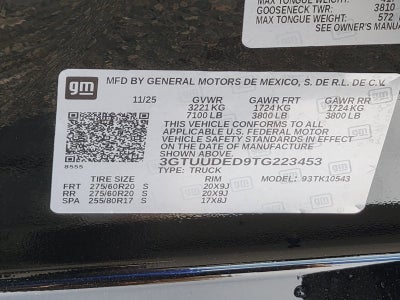 MAX TONGUE WEIGHT:
GOOSENECK TWR: 3810
MAX TONGUE WEIGHT: 572
SEE OWNER'S MANUA
gm
MFD BY GENERAL MOTORS DE MEXICO, S. DE R.L. DE C.V.
11/25 GVWR GAWR FRT GAWR RR
3221 KG 1724 KG 1724 KG
7100 LB 3800 LB 3800 LB
THIS VEHICLE CONFORMS TO ALL
APPLICABLE U.S. FEDERAL MOTOR
VEHICLE SAFETY STANDARDS IN EFFECT
ON THE DATE OF MANUFACTURE
SHOWN ABOVE.
3GTUUDED9TG223453
8555
TYPE: TRUCK MODEL: 93TK10543
TIRE SIZE RIM
FRT 275/60R20 S 20X9J
RR 275/60R20 S 20X9J
SPA 255/80R17 S 17X8J